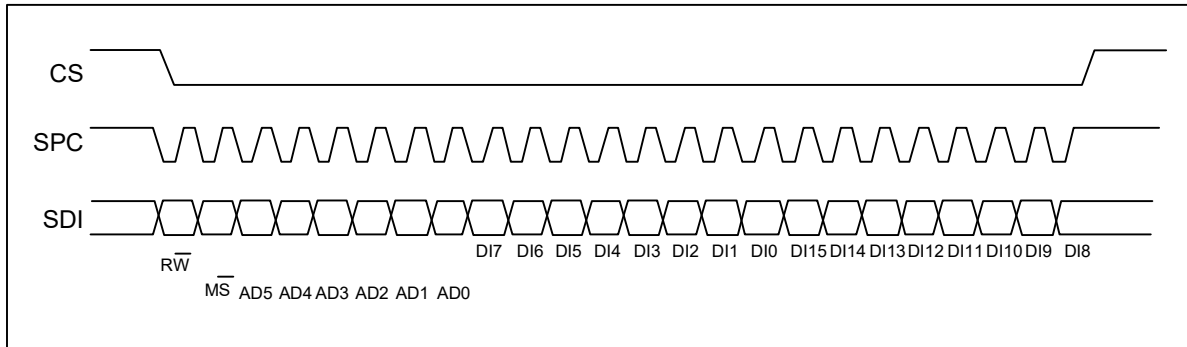 CS
SPC
SDI
DI7 DI6 DI5 DI4 DI3 DI2 DI1 DI0 DI15 DI14 DI13 DI12 DI11 DI10 DI9 DI8
RW̅
MS̅ AD5 AD4 AD3 AD2 AD1 AD0